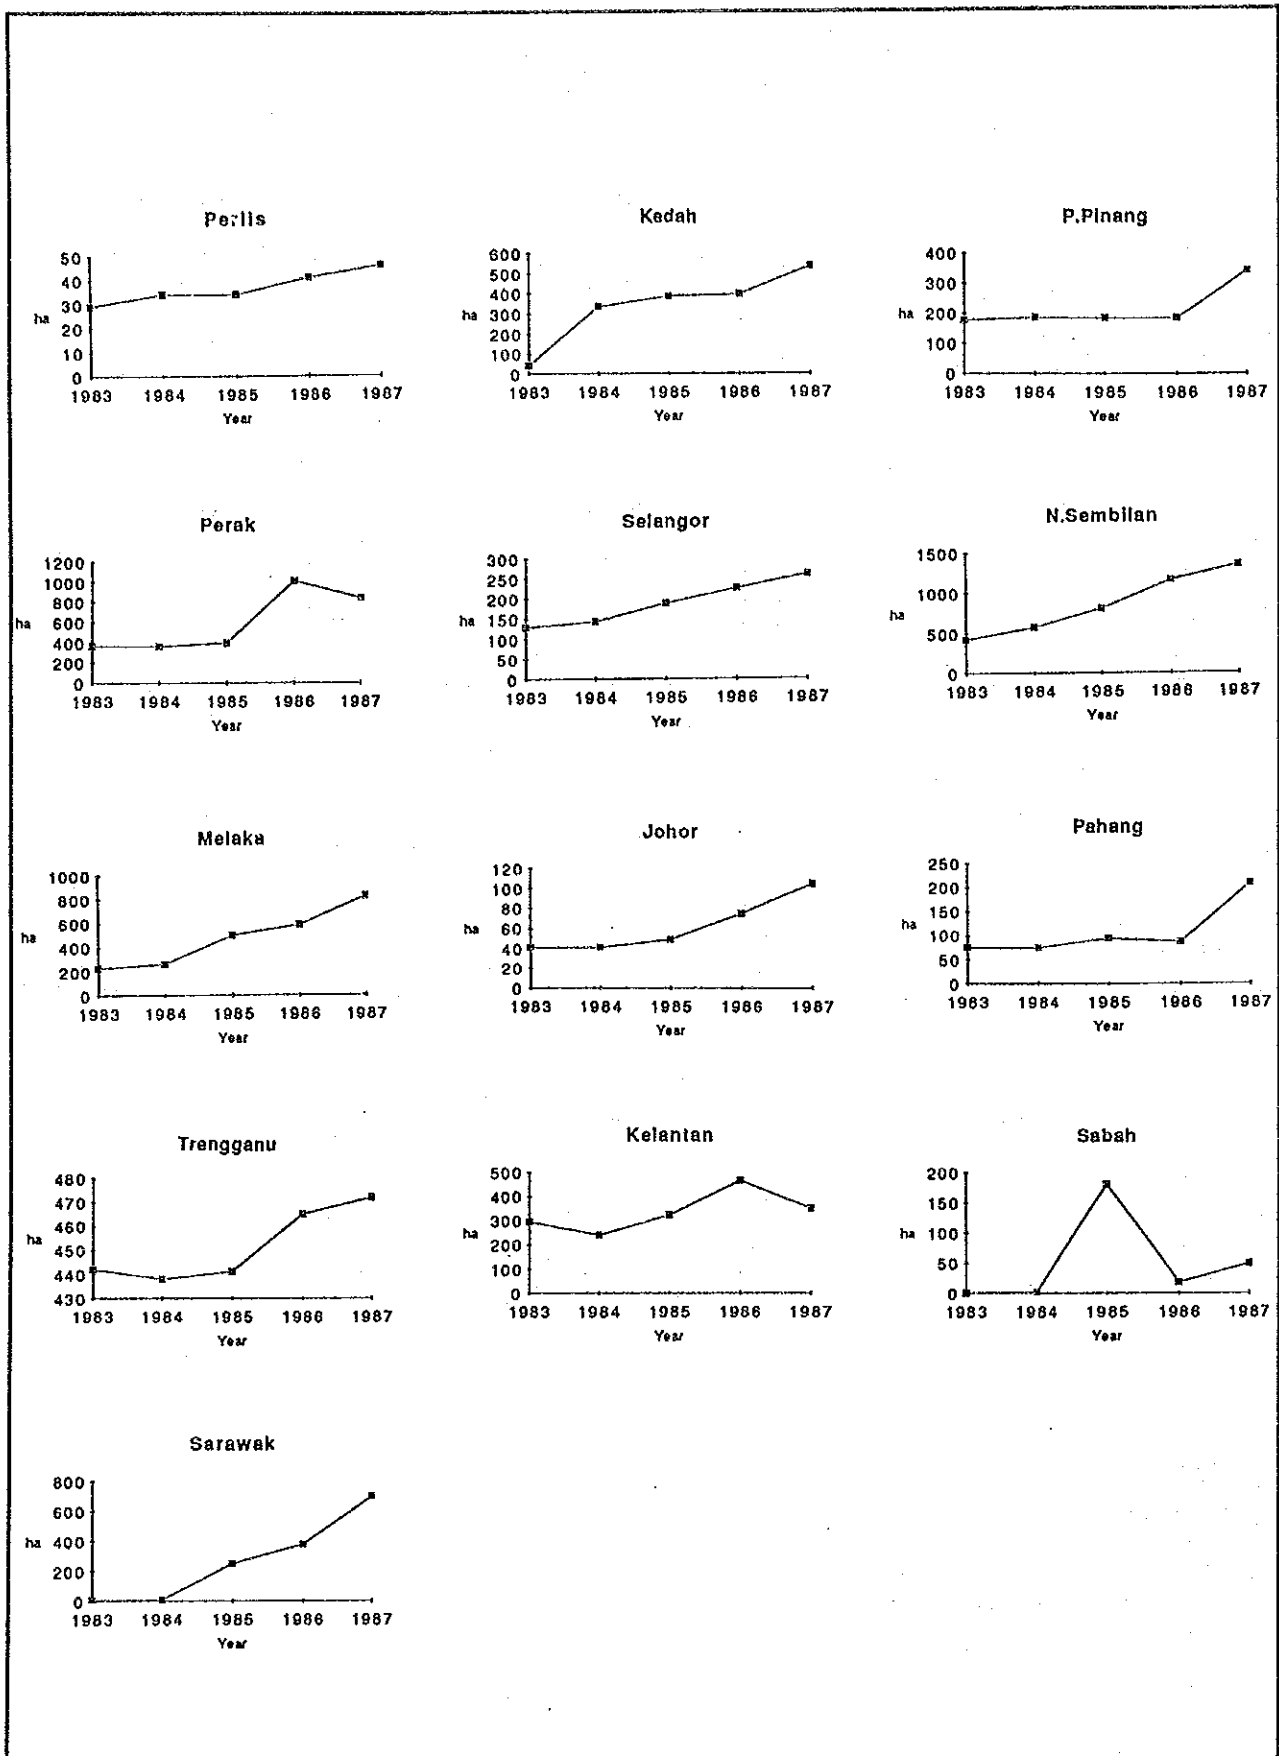 Perlis
50
40
30
ha
20
10
0
1983 1984 1985 1986 1987
Year
Kedah
600
500
400
ha
300
200
100
0
1983 1984 1985 1986 1987
Year
P.Pinang
400
300
ha 200
100
0
1983 1984 1985 1986 1987
Year
Perak
1200
1000
800
ha
600
400
200
0
1983 1984 1985 1986 1987
Year
Selangor
300
250
200
ha 150
100
50
0
1983 1984 1985 1986 1987
Year
N.Sembilan
1500
1000
ha
500
0
1983 1984 1985 1986 1987
Year
Melaka
1000
800
600
ha
400
200
0
1983 1984 1985 1986 1987
Year
Johor
120
100
80
ha 60
40
20
0
1983 1984 1985 1986 1987
Year
Pahang
250
200
150
ha
100
50
0
1983 1984 1985 1986 1987
Year
Trengganu
480
470
460
ha
450
440
430
1983 1984 1985 1986 1987
Year
Kelantan
500
400
300
ha
200
100
0
1983 1984 1985 1986 1987
Year
Sabah
200
150
ha 100
50
0
1983 1984 1985 1986 1987
Year
Sarawak
800
600
ha 400
200
0
1983 1984 1985 1986 1987
Year